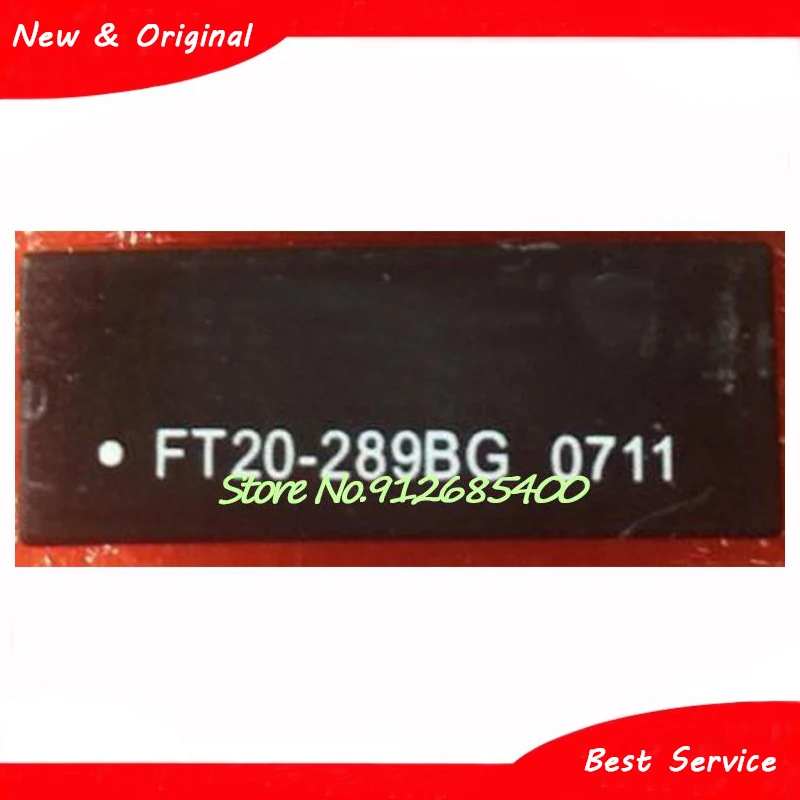 New & Original
FT20-289BG 0711
Store No.912685400
Best Service